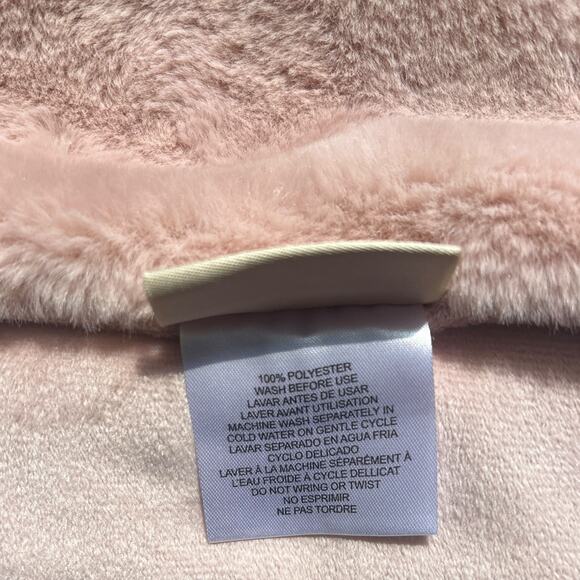 100% POLYESTER
WASH BEFORE USE
LAVAR ANTES DE USAR
LAVER AVANT UTILISATION
MACHINE WASH SEPARATELY IN
COLD WATER ON GENTLE CYCLE
LAVAR SEPARADO EN AGUA FRIA
CYCLO DELICADO
LAVER À LA MACHINE SÉPARÉMENT À
L'EAU FROIDE À CYCLE DELLICAT
DO NOT WRING OR TWIST
NO ESPRIMIR
NE PAS TORDRE